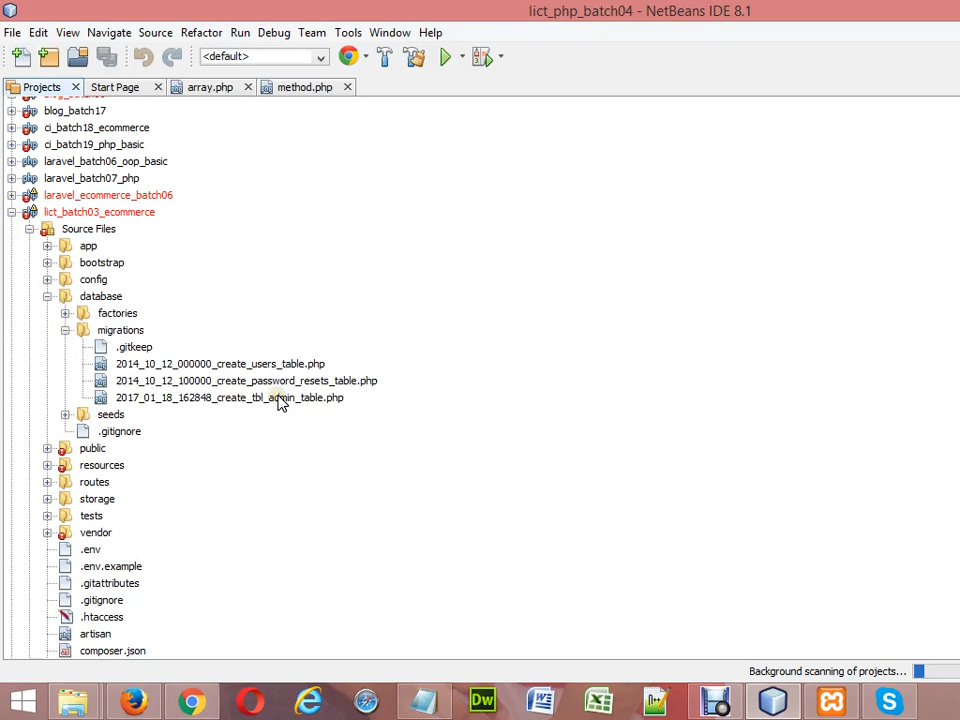 lict_php_batch04 - NetBeans IDE 8.1
File Edit View Navigate Source Refactor Run Debug Team Tools Window Help
<default>
Projects Start Page array.php method.php
blog_batch17
ci_batch18_ecommerce
ci_batch19_php_basic
laravel_batch06_oop_basic
laravel_batch07_php
laravel_ecommerce_batch06
lict_batch03_ecommerce
Source Files
app
bootstrap
config
database
factories
migrations
.gitkeep
2014_10_12_000000_create_users_table.php
2014_10_12_100000_create_password_resets_table.php
2017_01_18_162848_create_tbl_admin_table.php
seeds
.gitignore
public
resources
routes
storage
tests
vendor
.env
.env.example
.gitattributes
.gitignore
.htaccess
artisan
composer.json
Background scanning of projects...
Dw